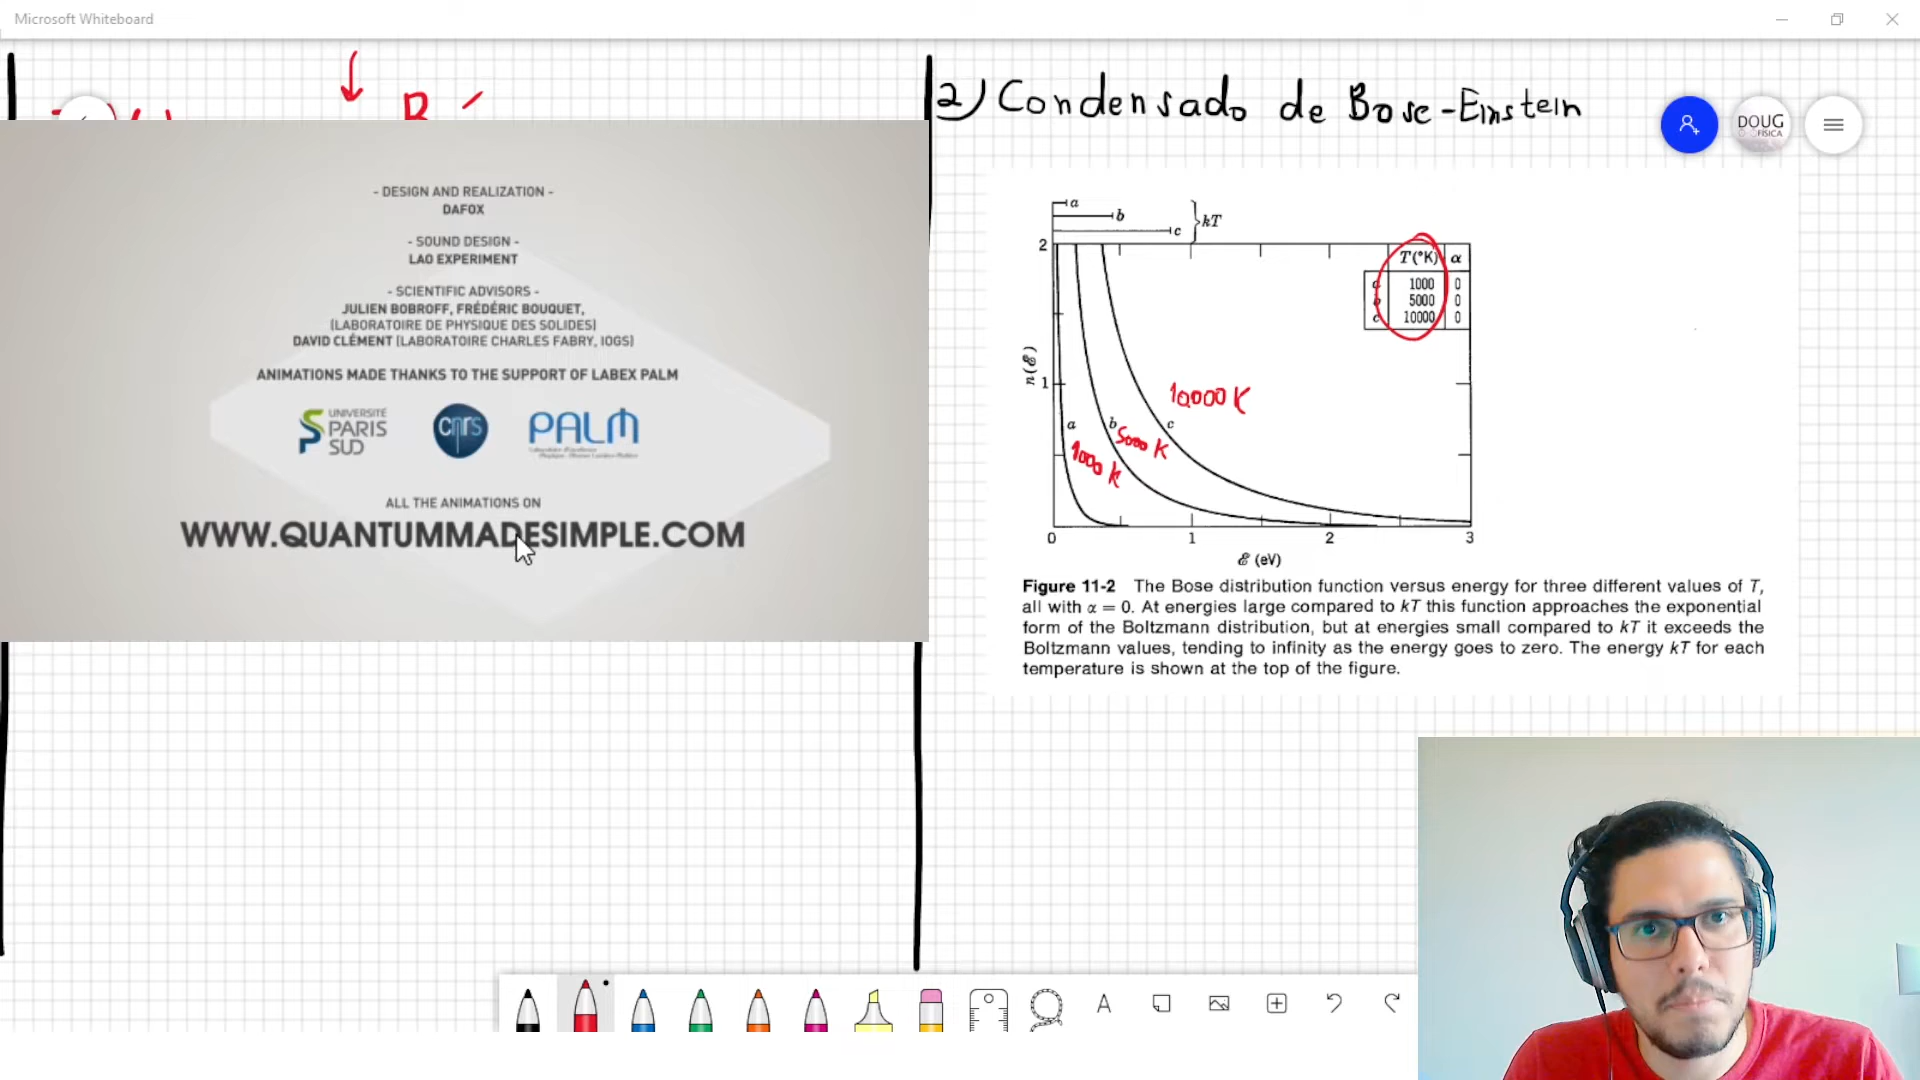 Microsoft Whiteboard
2) Condensado de Bose-Einstein
DOUG
FÍSICA
- DESIGN AND REALIZATION -
DAFOX
- SOUND DESIGN -
LAO EXPERIMENT
- SCIENTIFIC ADVISORS -
JULIEN BOBROFF, FRÉDÉRIC BOUQUET,
(LABORATOIRE DE PHYSIQUE DES SOLIDES)
DAVID CLÉMENT (LABORATOIRE CHARLES FABRY, IOGS)
ANIMATIONS MADE THANKS TO THE SUPPORT OF LABEX PALM
UNIVERSITÉ
PARIS
SUD
cnrs
PALM
ALL THE ANIMATIONS ON
WWW.QUANTUMMADESIMPLE.COM
a
b
c
kT
2
T(°K) α
a 1000 0
b 5000 0
c 10000 0
n(ℰ)
1
10000 K
a b c
5000 K
1000 K
0 1 2 3
ℰ (eV)
Figure 11-2 The Bose distribution function versus energy for three different values of T,
all with α = 0. At energies large compared to kT this function approaches the exponential
form of the Boltzmann distribution, but at energies small compared to kT it exceeds the
Boltzmann values, tending to infinity as the energy goes to zero. The energy kT for each
temperature is shown at the top of the figure.